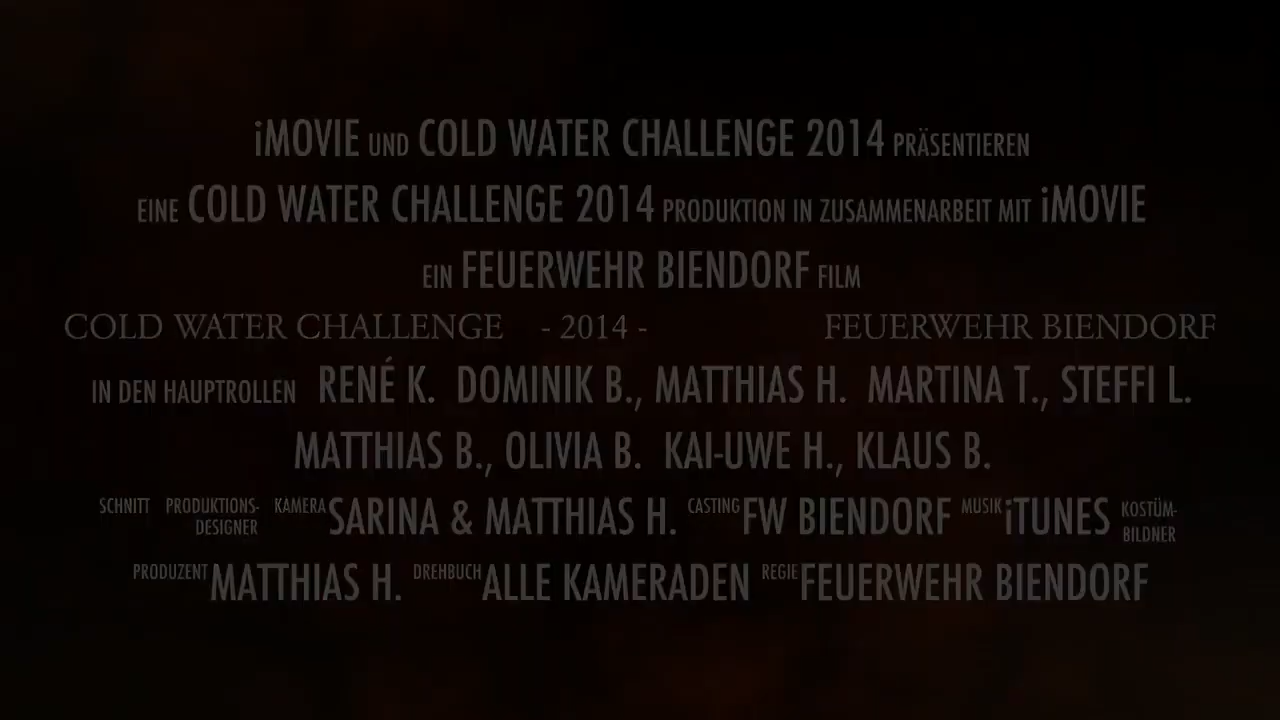 iMOVIE UND COLD WATER CHALLENGE 2014 PRÄSENTIEREN
EINE COLD WATER CHALLENGE 2014 PRODUKTION IN ZUSAMMENARBEIT MIT iMOVIE
EIN FEUERWEHR BIENDORF FILM
COLD WATER CHALLENGE - 2014 - FEUERWEHR BIENDORF
IN DEN HAUPTROLLEN RENÉ K. DOMINIK B., MATTHIAS H. MARTINA T., STEFFI L.
MATTHIAS B., OLIVIA B. KAI-UWE H., KLAUS B.
SCHNITT PRODUKTIONS-DESIGNER KAMERA SARINA & MATTHIAS H. CASTING FW BIENDORF MUSIK iTUNES KOSTÜM-BILDNER
PRODUZENT MATTHIAS H. DREHBUCH ALLE KAMERADEN REGIE FEUERWEHR BIENDORF